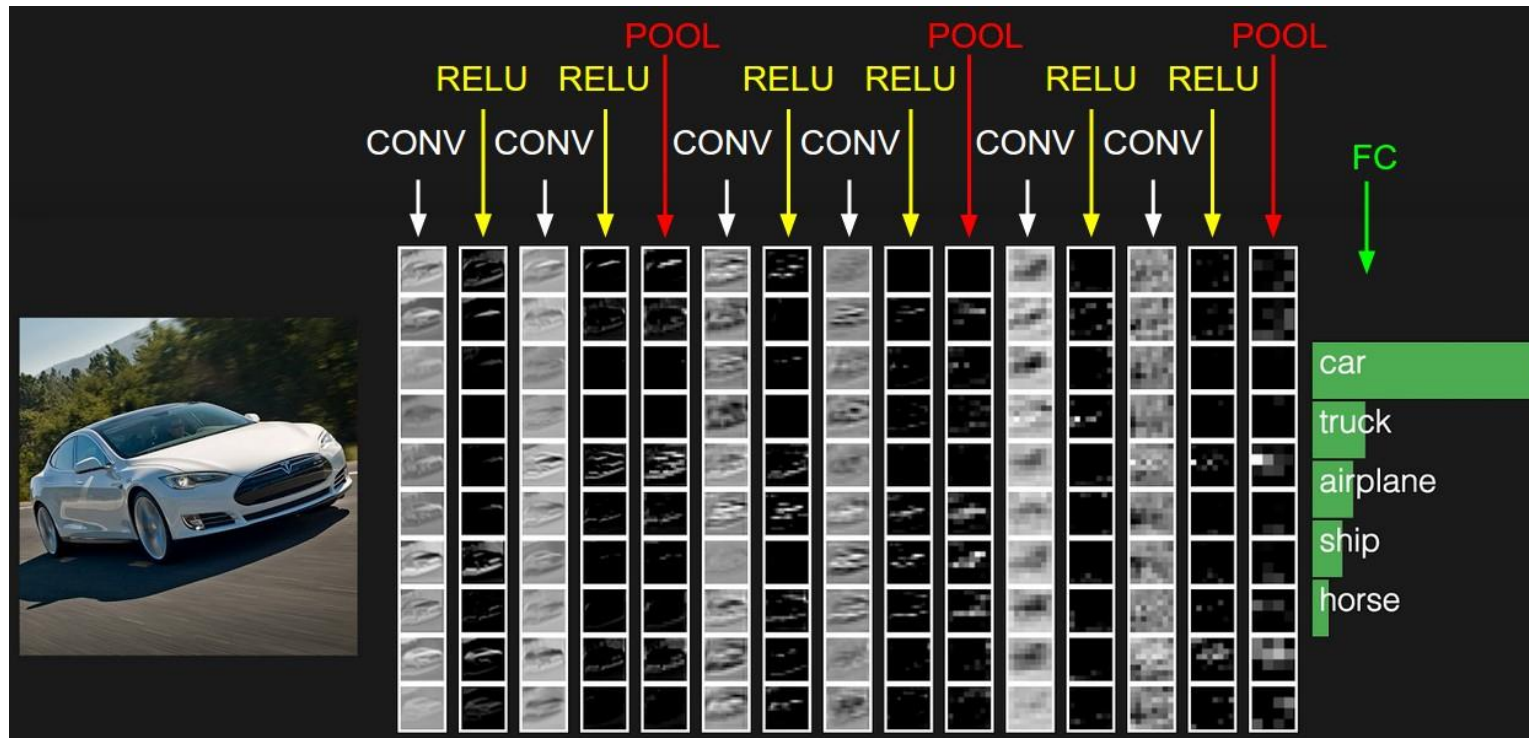 POOL POOL POOL
RELU RELU RELU RELU RELU RELU
CONV CONV CONV CONV CONV CONV
FC
car
truck
airplane
ship
horse